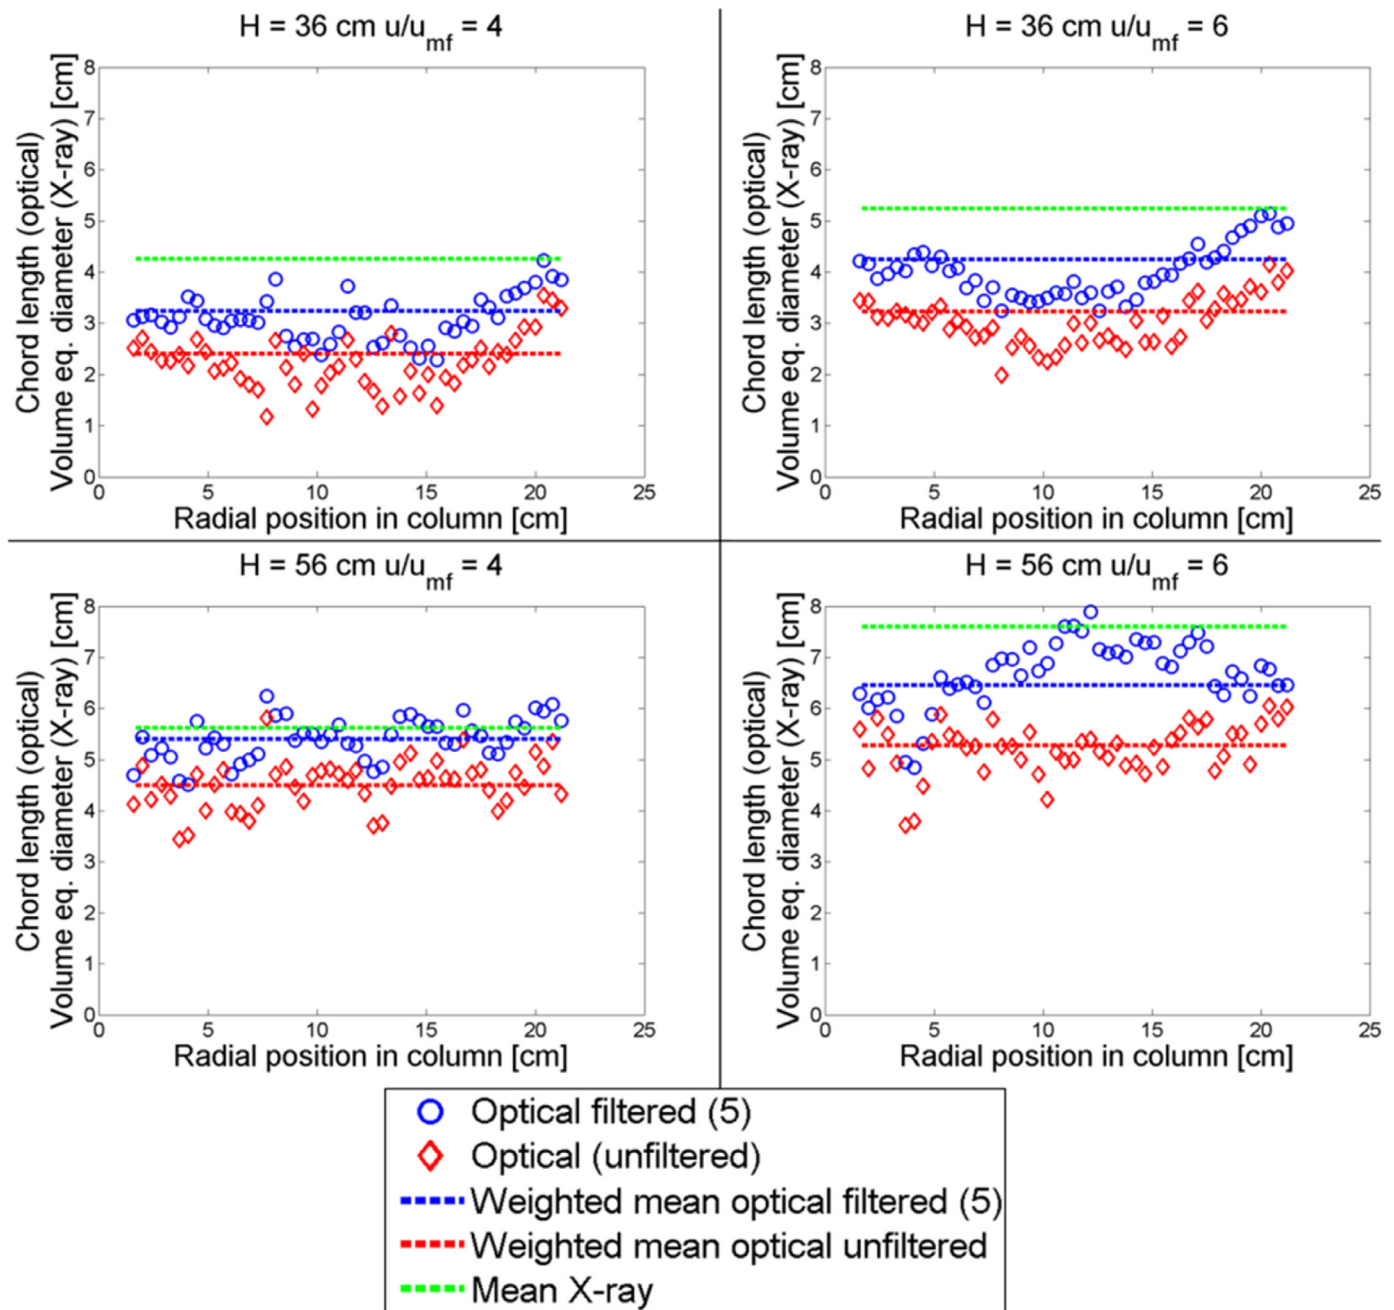 H = 36 cm u/u_mf = 4
Chord length (optical)
Volume eq. diameter (X-ray) [cm]
8
7
6
5
4
3
2
1
0
0 5 10 15 20 25
Radial position in column [cm]
H = 36 cm u/u_mf = 6
Chord length (optical)
Volume eq. diameter (X-ray) [cm]
8
7
6
5
4
3
2
1
0
0 5 10 15 20 25
Radial position in column [cm]
H = 56 cm u/u_mf = 4
Chord length (optical)
Volume eq. diameter (X-ray) [cm]
8
7
6
5
4
3
2
1
0
0 5 10 15 20 25
Radial position in column [cm]
H = 56 cm u/u_mf = 6
Chord length (optical)
Volume eq. diameter (X-ray) [cm]
8
7
6
5
4
3
2
1
0
0 5 10 15 20 25
Radial position in column [cm]
Optical filtered (5)
Optical (unfiltered)
Weighted mean optical filtered (5)
Weighted mean optical unfiltered
Mean X-ray